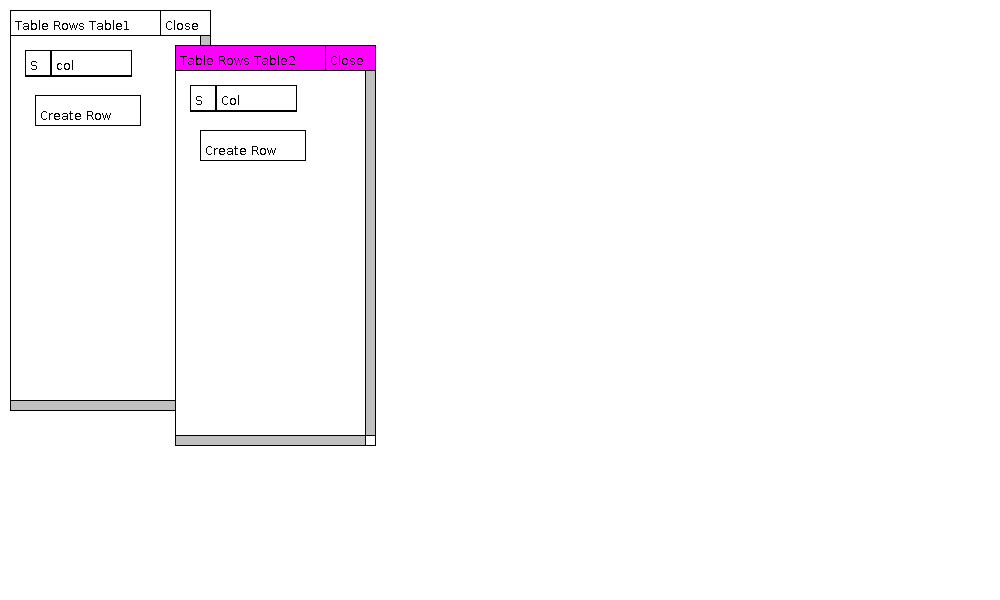 Table Rows Table1 Close
S col
Create Row
Table Rows Table2 Close
S Col
Create Row